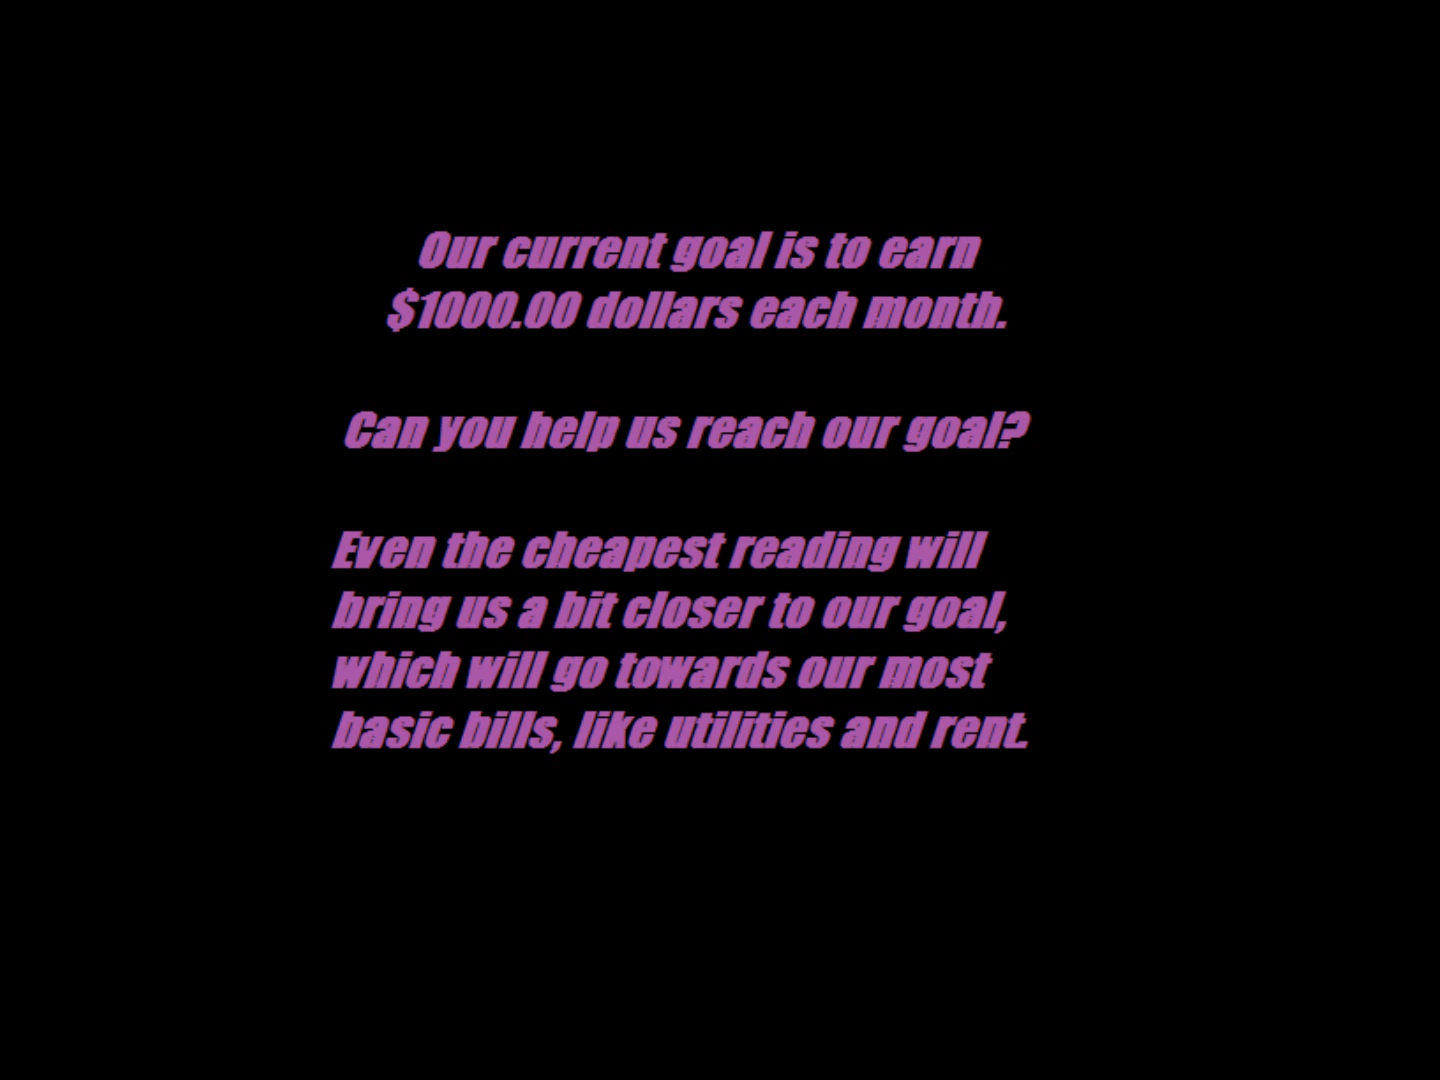 Our current goal is to earn
$1000.00 dollars each month.
Can you help us reach our goal?
Even the cheapest reading will
bring us a bit closer to our goal,
which will go towards our most
basic bills, like utilities and rent.